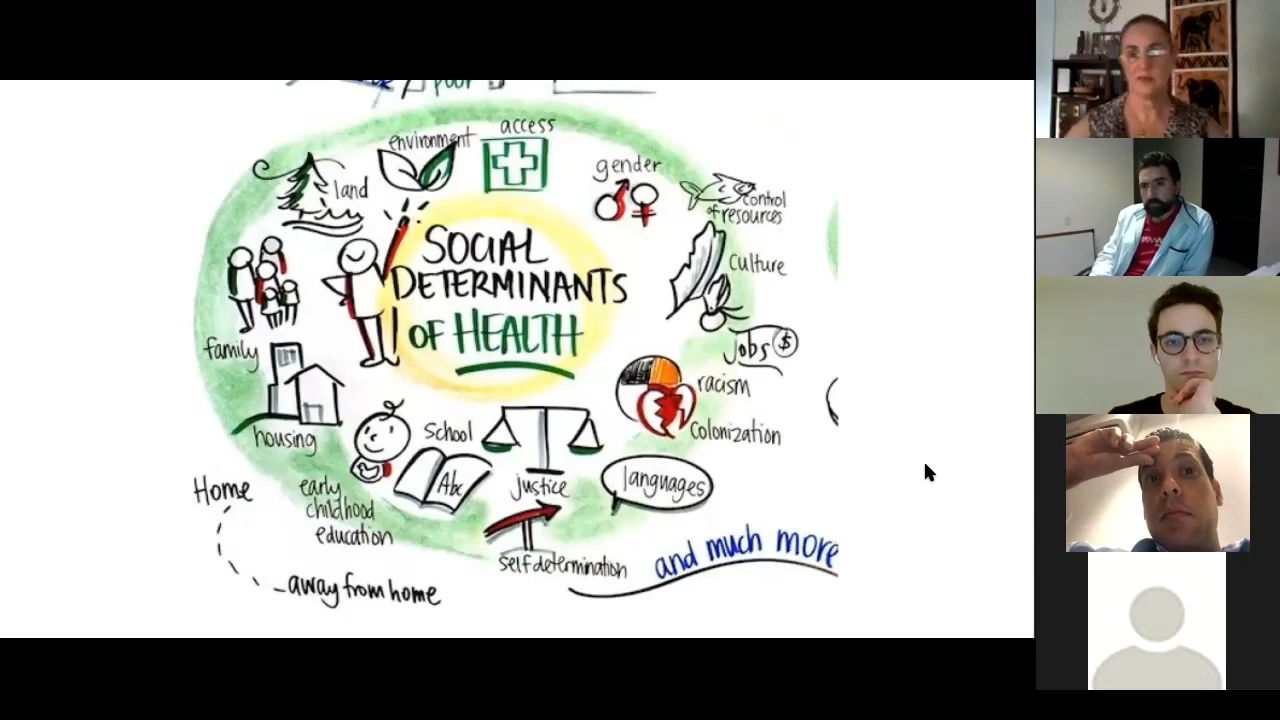 environment
access
gender
land
control
of resources
SOCIAL
DETERMINANTS
OF HEALTH
culture
Jobs $
family
racism
colonization
housing
School
Abc
justice
languages
Home
early
childhood
education
self determination
and much more
away from home